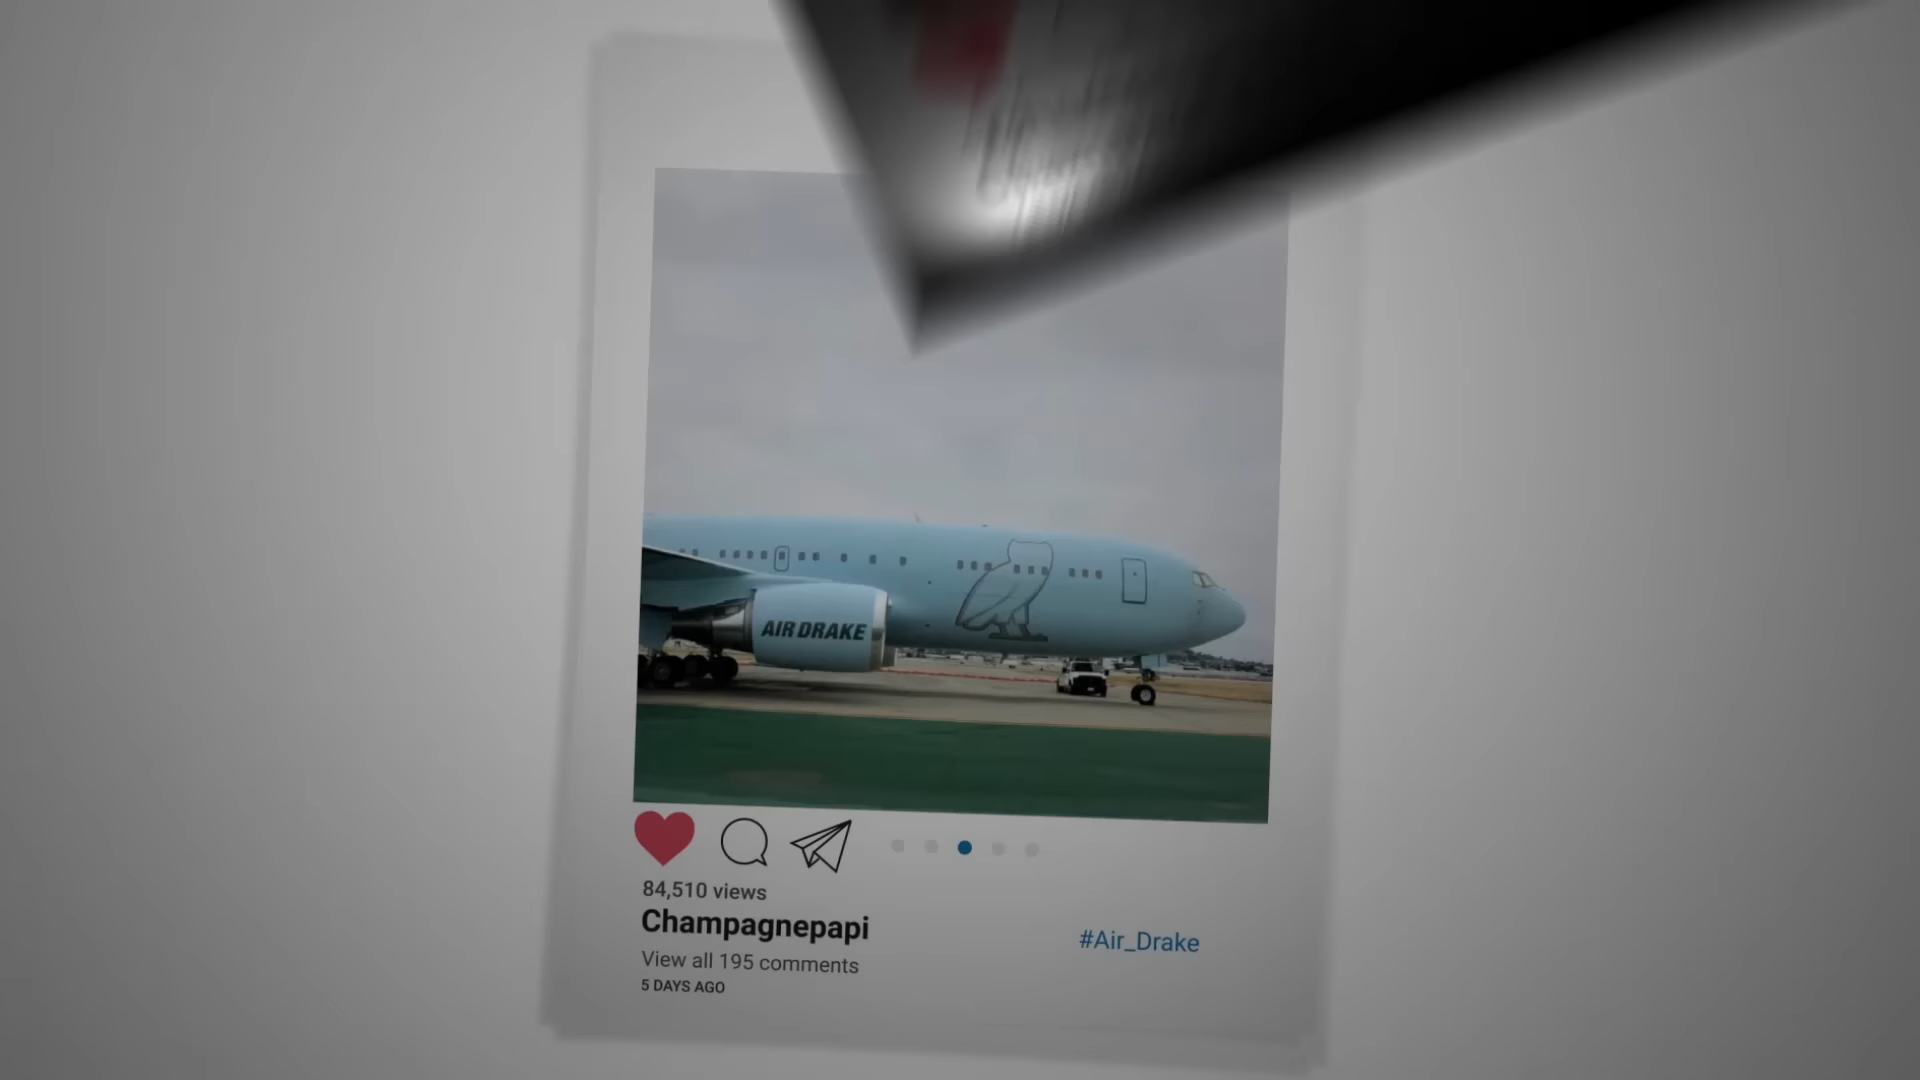 AIR DRAKE
84,510 views
Champagnepapi
#Air_Drake
View all 195 comments
5 DAYS AGO